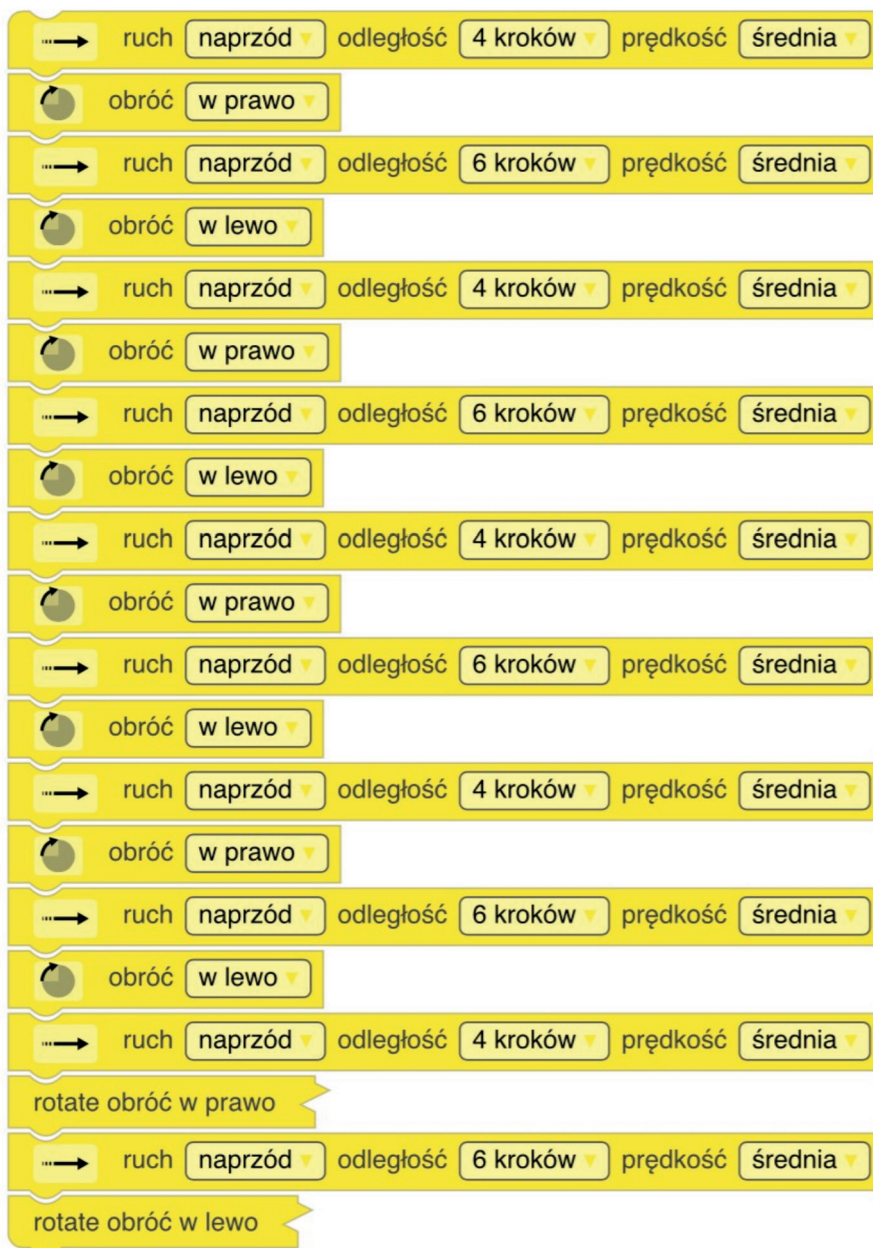 ruch naprzód odległość 4 kroków prędkość średnia
obróć w prawo
ruch naprzód odległość 6 kroków prędkość średnia
obróć w lewo
ruch naprzód odległość 4 kroków prędkość średnia
obróć w prawo
ruch naprzód odległość 6 kroków prędkość średnia
obróć w lewo
ruch naprzód odległość 4 kroków prędkość średnia
obróć w prawo
ruch naprzód odległość 6 kroków prędkość średnia
obróć w lewo
ruch naprzód odległość 4 kroków prędkość średnia
obróć w prawo
ruch naprzód odległość 6 kroków prędkość średnia
obróć w lewo
ruch naprzód odległość 4 kroków prędkość średnia
rotate obróć w prawo
ruch naprzód odległość 6 kroków prędkość średnia
rotate obróć w lewo